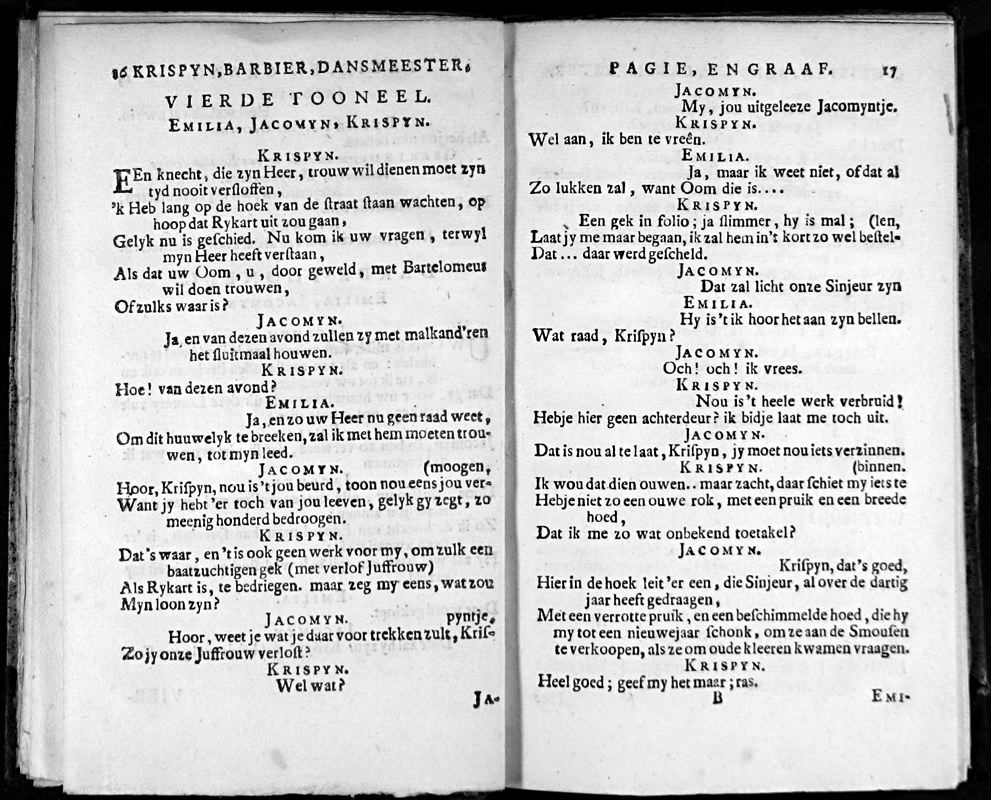 16 KRISPYN, BARBIER, DANSMEESTER,
VIERDE TOONEEL.
EMILIA, JACOMYN, KRISPYN.
KRISPYN.
EEn knecht, die zyn Heer, trouw wil dienen moet zyn
tyd nooit verſloffen,
'k Heb lang op de hoek van de ſtraat ſtaan wachten, op
hoop dat Rykart uit zou gaan,
Gelyk nu is geſchied. Nu kom ik uw vragen, terwyl
myn Heer heeft verſtaan,
Als dat uw Oom, u, door geweld, met Bartelomeus
wil doen trouwen,
Of zulks waar is?
JACOMYN.
Ja, en van dezen avond zullen zy met malkand'ren
het ſluitmaal houwen.
KRISPYN.
Hoe! van dezen avond?
EMILIA.
Ja, en zo uw Heer nu geen raad weet,
Om dit huuwelyk te breeken, zal ik met hem moeten trou-
wen, tot myn leed.
JACOMYN. (moogen,
Hoor, Kriſpyn, nou is 't jou beurd, toon nou eens jou ver-
Want jy hebt 'er toch van jou leeven, gelyk gy zegt, zo
meenig honderd bedroogen.
KRISPYN.
Dat's waar, en 't is ook geen werk voor my, om zulk een
baatzuchtigen gek (met verlof Juffrouw)
Als Rykart is, te bedriegen. maar zeg my eens, wat zou
Myn loon zyn?
JACOMYN. pyntje,
Hoor, weet je wat je daar voor trekken zult, Kriſ-
Zo jy onze Juffrouw verloſt?
KRISPYN.
Wel wat?
JA-
PAGIE, EN GRAAF. 17
JACOMYN.
My, jou uitgeleeze Jacomyntje.
KRISPYN.
Wel aan, ik ben te vreên.
EMILIA.
Ja, maar ik weet niet, of dat al
Zo lukken zal, want Oom die is....
KRISPYN.
Een gek in folio; ja ſlimmer, hy is mal; (len,
Laat jy me maar begaan, ik zal hem in 't kort zo wel beſtel-
Dat... daar werd geſcheld.
JACOMYN.
Dat zal licht onze Sinjeur zyn
EMILIA.
Hy is 't ik hoor het aan zyn bellen.
Wat raad, Kriſpyn?
JACOMYN.
Och! och! ik vrees.
KRISPYN.
Nou is 't heele werk verbruid!
Hebje hier geen achterdeur? ik bidje laat me toch uit.
JACOMYN.
Dat is nou al te laat, Kriſpyn, jy moet nou iets verzinnen.
KRISPYN. (binnen.
Ik wou dat dien ouwen.. maar zacht, daar ſchiet my iets te
Hebje niet zo een ouwe rok, met een pruik en een breede
hoed,
Dat ik me zo wat onbekend toetakel?
JACOMYN.
Kriſpyn, dat's goed,
Hier in de hoek leit 'er een, die Sinjeur, al over de dartig
jaar heeft gedraagen,
Met een verrotte pruik, en een beſchimmelde hoed, die hy
my tot een nieuwejaar ſchonk, om ze aan de Smouſen
te verkoopen, als ze om oude kleeren kwamen vraagen.
KRISPYN.
Heel goed; geef my het maar; ras.
B EMI-